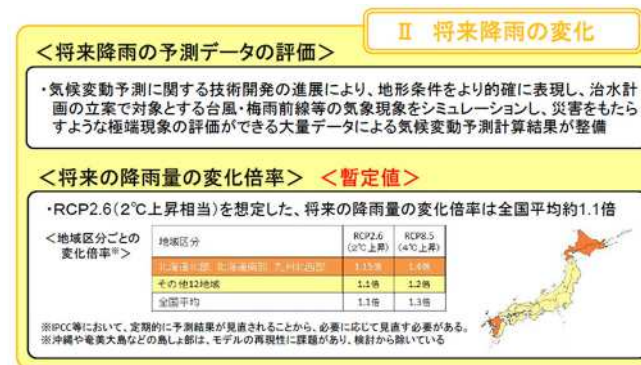 Ⅱ 将来降雨の変化
＜将来降雨の予測データの評価＞
・気候変動予測に関する技術開発の進展により、地形条件をより的確に表現し、治水計
画の立案で対象とする台風・梅雨前線等の気象現象をシミュレーションし、災害をもたら
すような極端現象の評価ができる大量データによる気候変動予測計算結果が整備
＜将来の降雨量の変化倍率＞ ＜暫定値＞
・RCP2.6(2℃上昇相当)を想定した、将来の降雨量の変化倍率は全国平均約1.1倍
＜地域区分ごとの
変化倍率※＞
地域区分 RCP2.6 (2℃上昇) RCP8.5 (4℃上昇)
北海道北部、北海道南部、九州北西部 1.15倍 1.4倍
その他12地域 1.1倍 1.2倍
全国平均 1.1倍 1.3倍
※IPCC等において、定期的に予測結果が見直されることから、必要に応じて見直す必要がある。
※沖縄や奄美大島などの島しょ部は、モデルの再現性に課題があり、検討から除いている